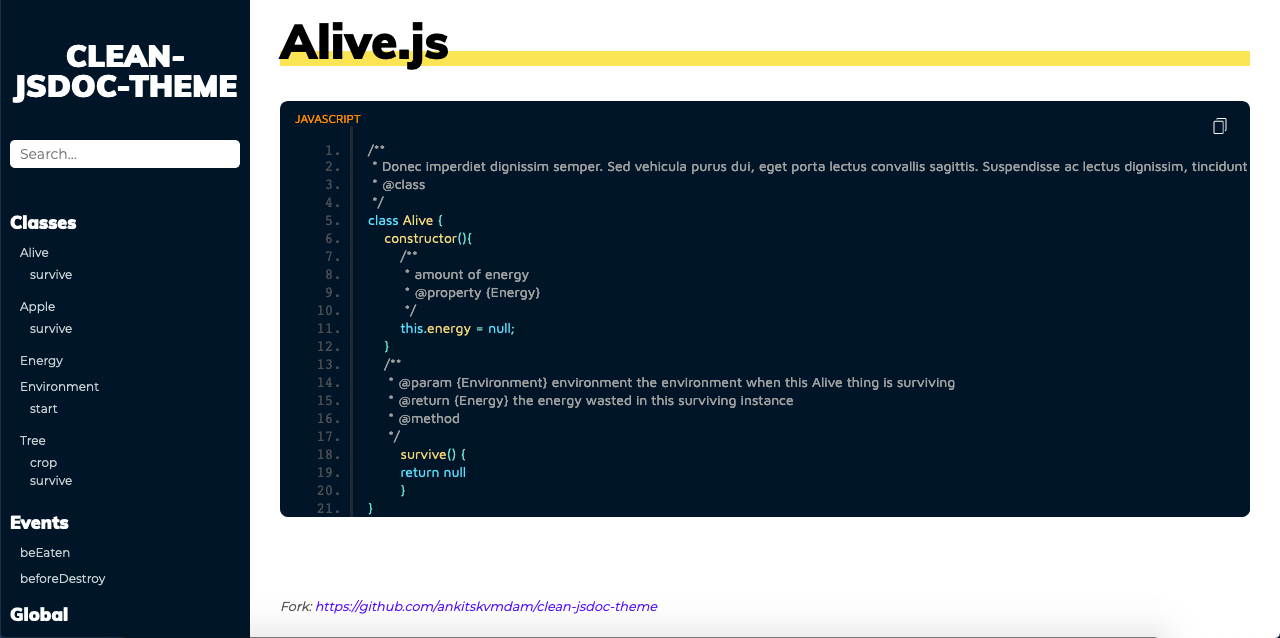 CLEAN-
JSDOC-THEME
Search...
Classes
Alive
survive
Apple
survive
Energy
Environment
start
Tree
crop
survive
Events
beEaten
beforeDestroy
Global
Alive.js
JAVASCRIPT
1. /**
2. * Donec imperdiet dignissim semper. Sed vehicula purus dui, eget porta lectus convallis sagittis. Suspendisse ac lectus dignissim, tincidunt
3. * @class
4. */
5. class Alive {
6. constructor(){
7. /**
8. * amount of energy
9. * @property {Energy}
10. */
11. this.energy = null;
12. }
13. /**
14. * @param {Environment} environment the environment when this Alive thing is surviving
15. * @return {Energy} the energy wasted in this surviving instance
16. * @method
17. */
18. survive() {
19. return null
20. }
21. }
Fork: https://github.com/ankitskvmdam/clean-jsdoc-theme